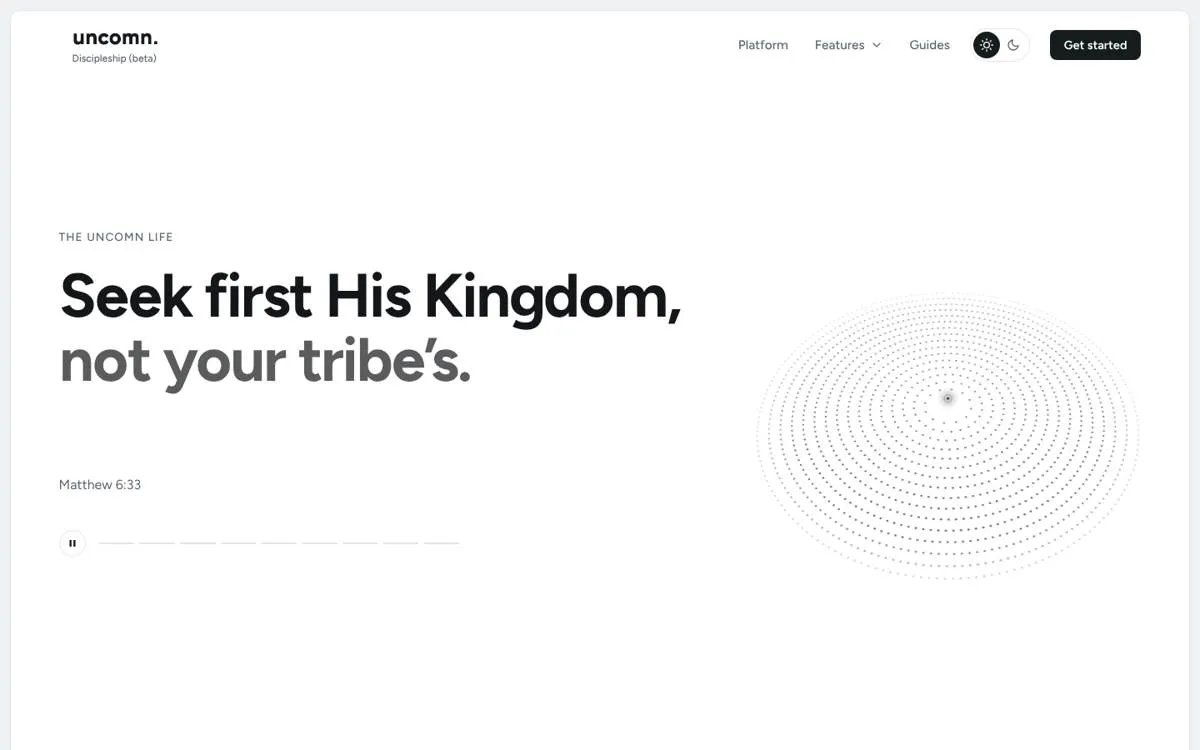 uncomn.
Discipleship (beta)
Platform
Features
Guides
Get started
THE UNCOMN LIFE
Seek first His Kingdom,
not your tribe’s.
Matthew 6:33